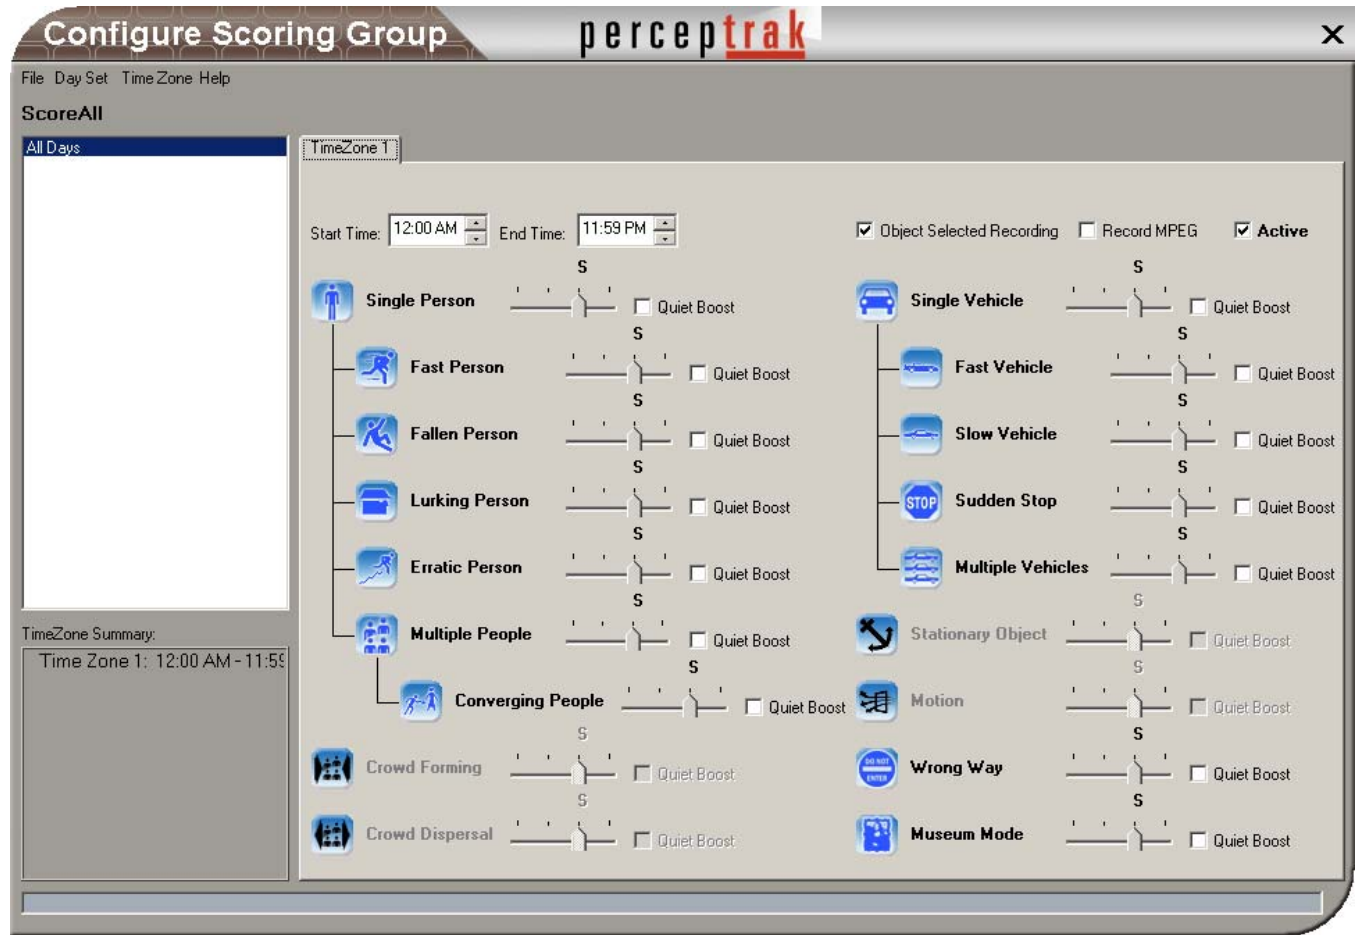 Configure Scoring Group
perceptrak
File Day Set Time Zone Help
ScoreAll
All Days
TimeZone 1
Start Time: 12:00 AM End Time: 11:59 PM Object Selected Recording Record MPEG Active
S S
Single Person Quiet Boost Single Vehicle Quiet Boost
S S
Fast Person Quiet Boost Fast Vehicle Quiet Boost
S S
Fallen Person Quiet Boost Slow Vehicle Quiet Boost
S S
Lurking Person Quiet Boost STOP Sudden Stop Quiet Boost
S S
Erratic Person Quiet Boost Multiple Vehicles Quiet Boost
S S
TimeZone Summary: Multiple People Quiet Boost Stationary Object Quiet Boost
Time Zone 1: 12:00 AM - 11:59
S S
Converging People Quiet Boost Motion Quiet Boost
S S
Crowd Forming Quiet Boost DO NOT ENTER Wrong Way Quiet Boost
S S
Crowd Dispersal Quiet Boost Museum Mode Quiet Boost